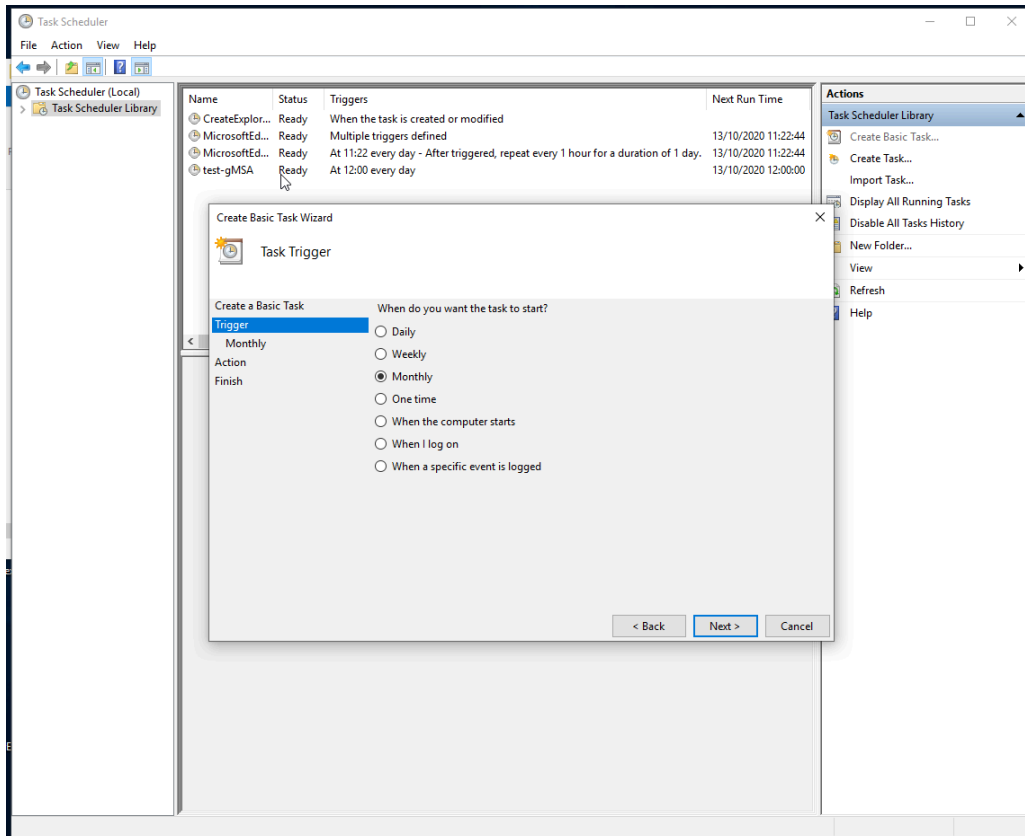 Task Scheduler
File Action View Help
Task Scheduler (Local)
Task Scheduler Library
Name Status Triggers Next Run Time
CreateExplor... Ready When the task is created or modified
MicrosoftEd... Ready Multiple triggers defined 13/10/2020 11:22:44
MicrosoftEd... Ready At 11:22 every day - After triggered, repeat every 1 hour for a duration of 1 day. 13/10/2020 11:22:44
test-gMSA Ready At 12:00 every day 13/10/2020 12:00:00
Create Basic Task Wizard
Task Trigger
Create a Basic Task
Trigger
Monthly
Action
Finish
When do you want the task to start?
Daily
Weekly
Monthly
One time
When the computer starts
When I log on
When a specific event is logged
< Back Next > Cancel
Actions
Task Scheduler Library
Create Basic Task...
Create Task...
Import Task...
Display All Running Tasks
Disable All Tasks History
New Folder...
View
Refresh
Help